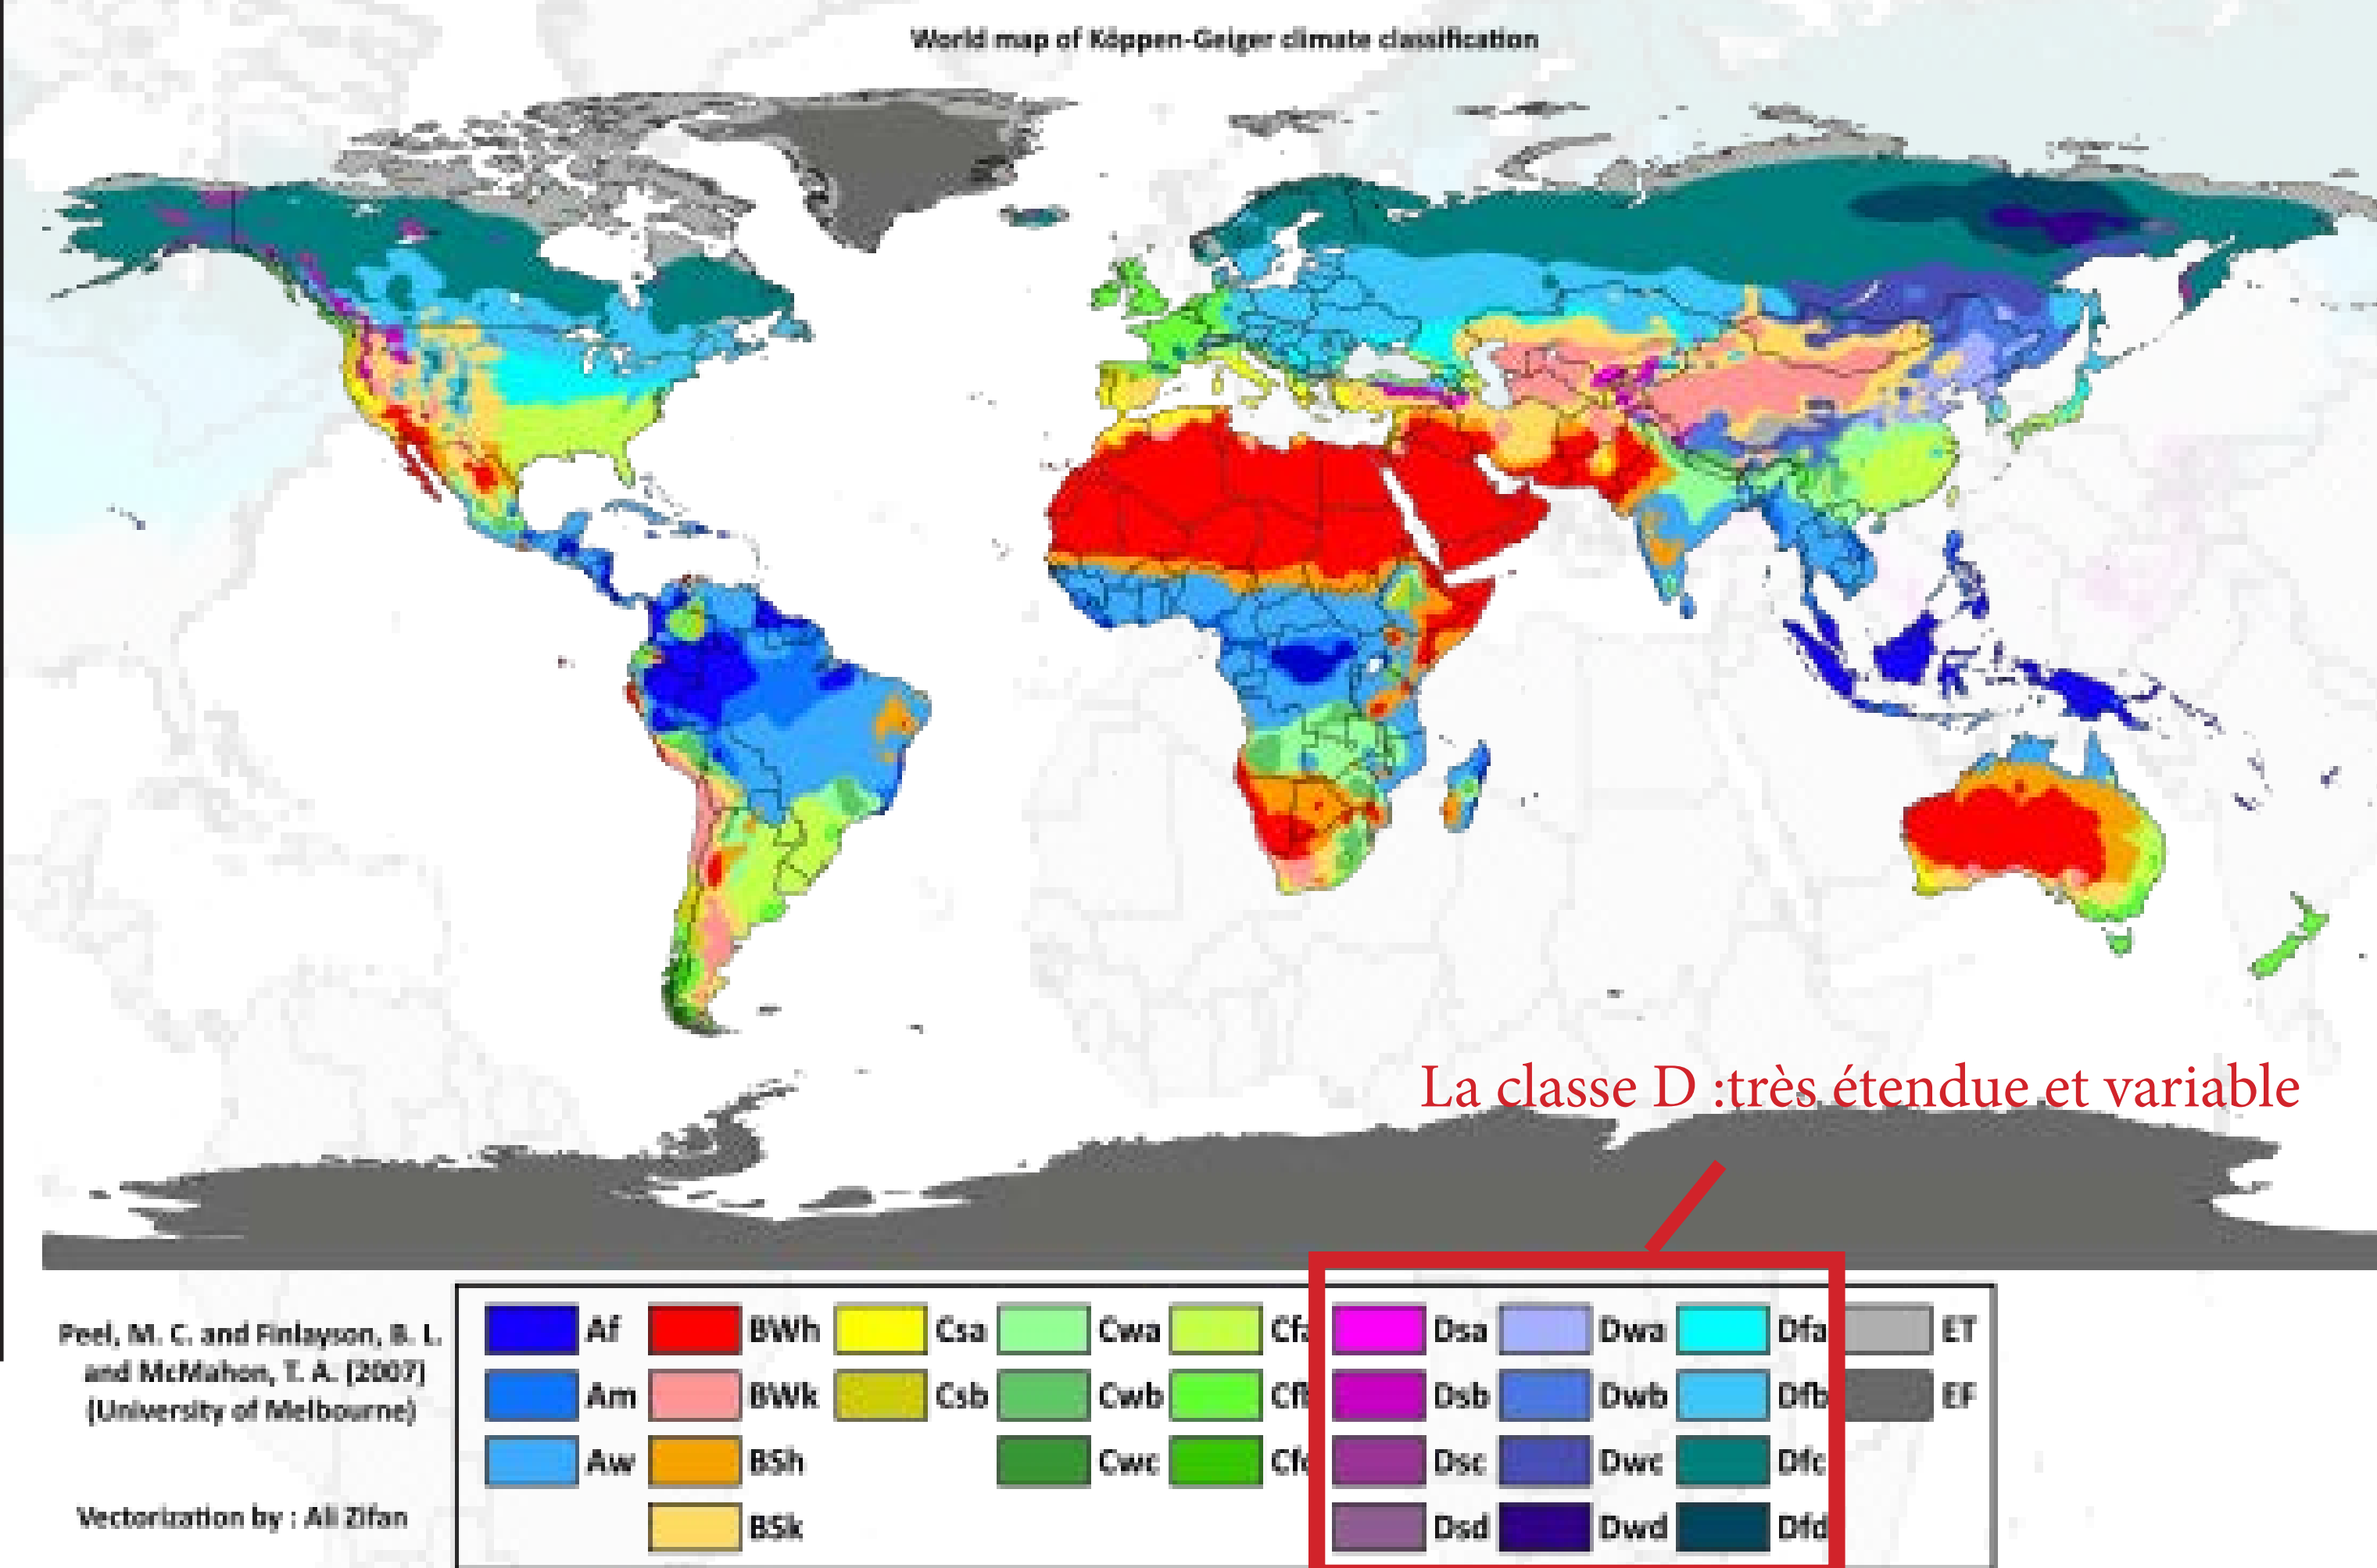 World map of Köppen-Geiger climate classification
La classe D :très étendue et variable
Peel, M. C. and Finlayson, B. L.
and McMahon, T. A. (2007)
(University of Melbourne)
Vectorization by : Ali Zifan
Af BWh Csa Cwa Dsa Dwa Dfa ET
Am BWk Csb Cwb Dsb Dwb Dfb EF
Aw BSh Cwc Dsc Dwc Dfc
BSk Dsd Dwd Dfd